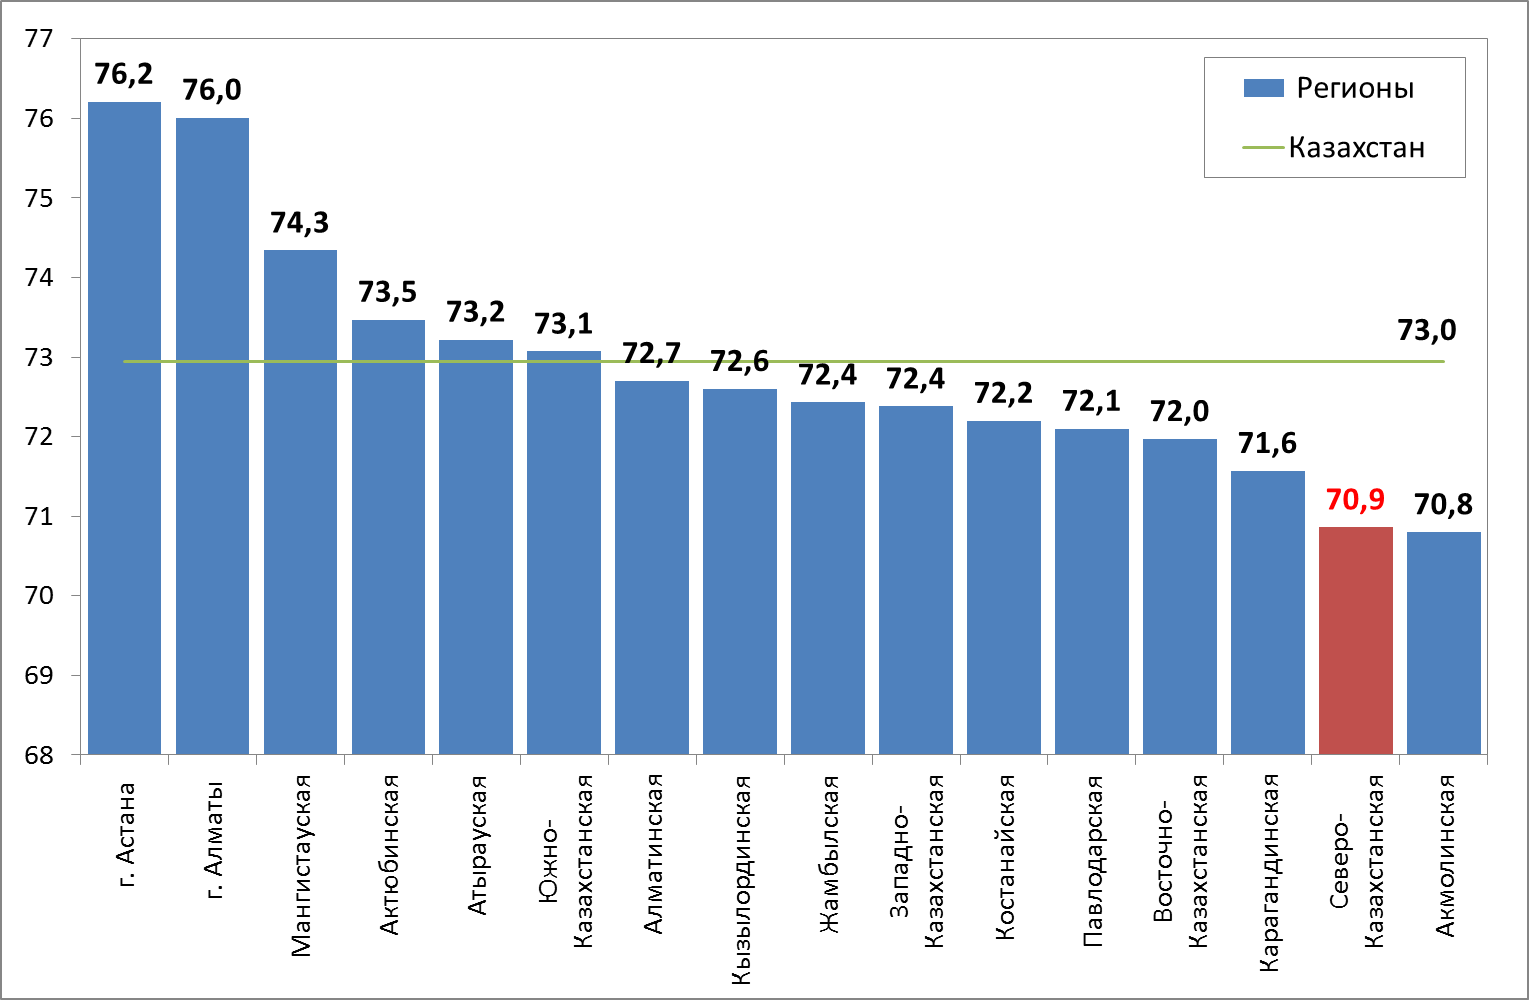 77
76
75
74
73
72
71
70
69
68
76,2
76,0
74,3
73,5
73,2
73,1
72,7
72,6
72,4
72,4
72,2
72,1
72,0
71,6
70,9
70,8
73,0
Регионы
Казахстан
г. Астана
г. Алматы
Мангистауская
Актюбинская
Атырауская
Южно-
Казахстанская
Алматинская
Кызылординская
Жамбылская
Западно-
Казахстанская
Костанайская
Павлодарская
Восточно-
Казахстанская
Карагандинская
Северо-
Казахстанская
Акмолинская